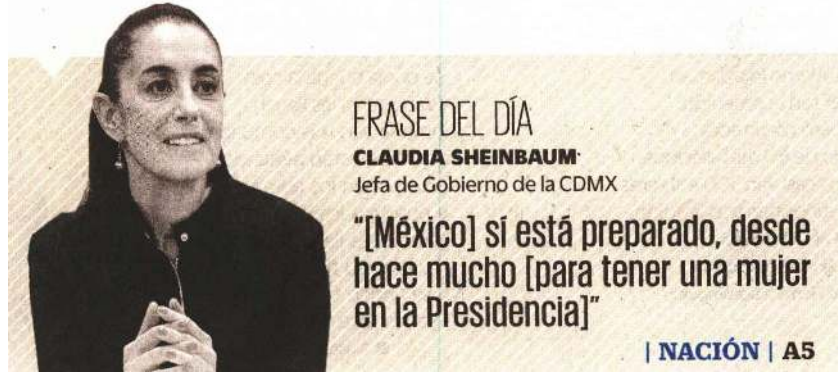 FRASE DEL DÍA
CLAUDIA SHEINBAUM
Jefa de Gobierno de la CDMX
"[México] sí está preparado, desde
hace mucho [para tener una mujer
en la Presidencia]"
| NACIÓN | A5